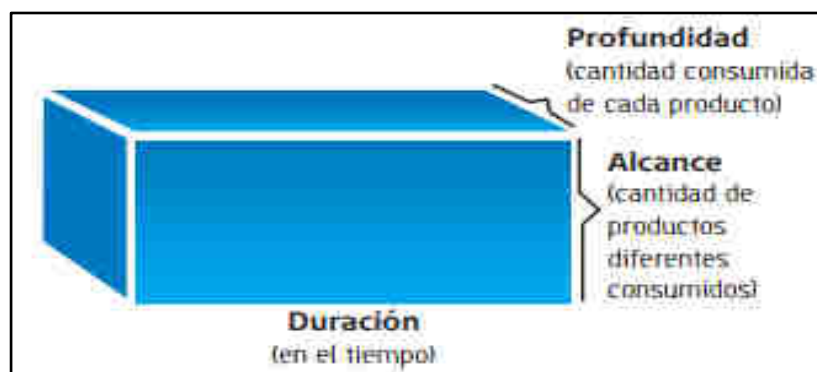 Profundidad
(cantidad consumida
de cada producto)
Alcance
(cantidad de
productos
diferentes
consumidos)
Duración
(en el tiempo)